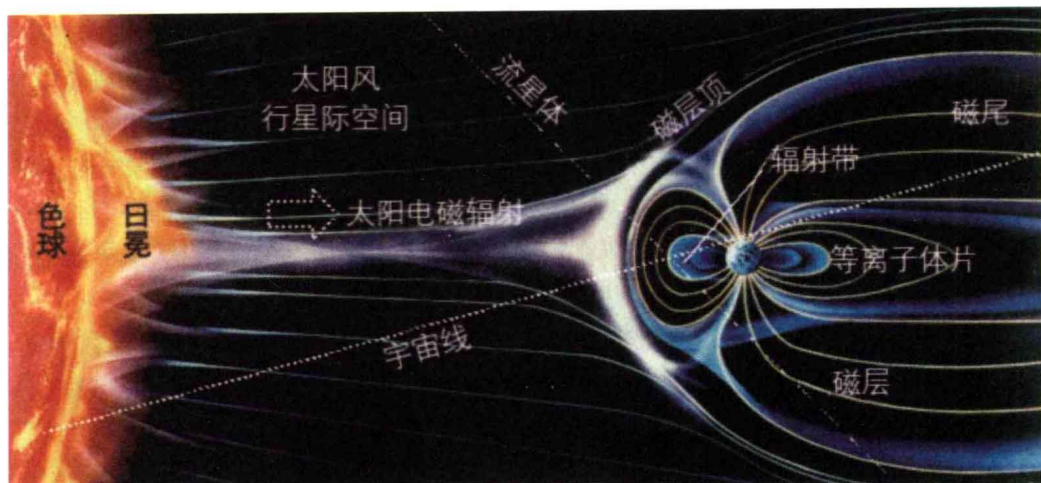 太阳风
行星际空间
流星体
磁层顶
磁尾
辐射带
色球
日冕
太阳电磁辐射
等离子体片
宇宙线
磁层